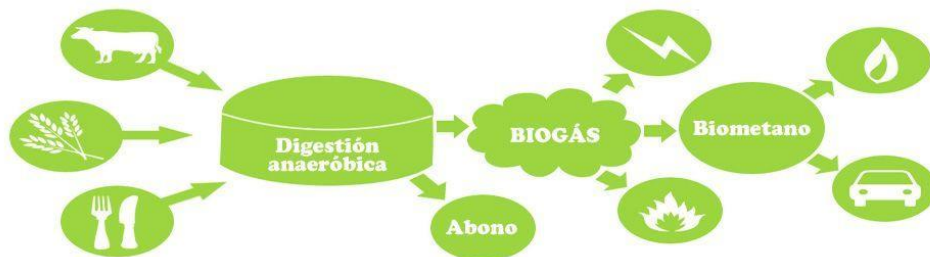 Digestión
anaeróbica
BIOGÁS
Biometano
Abono